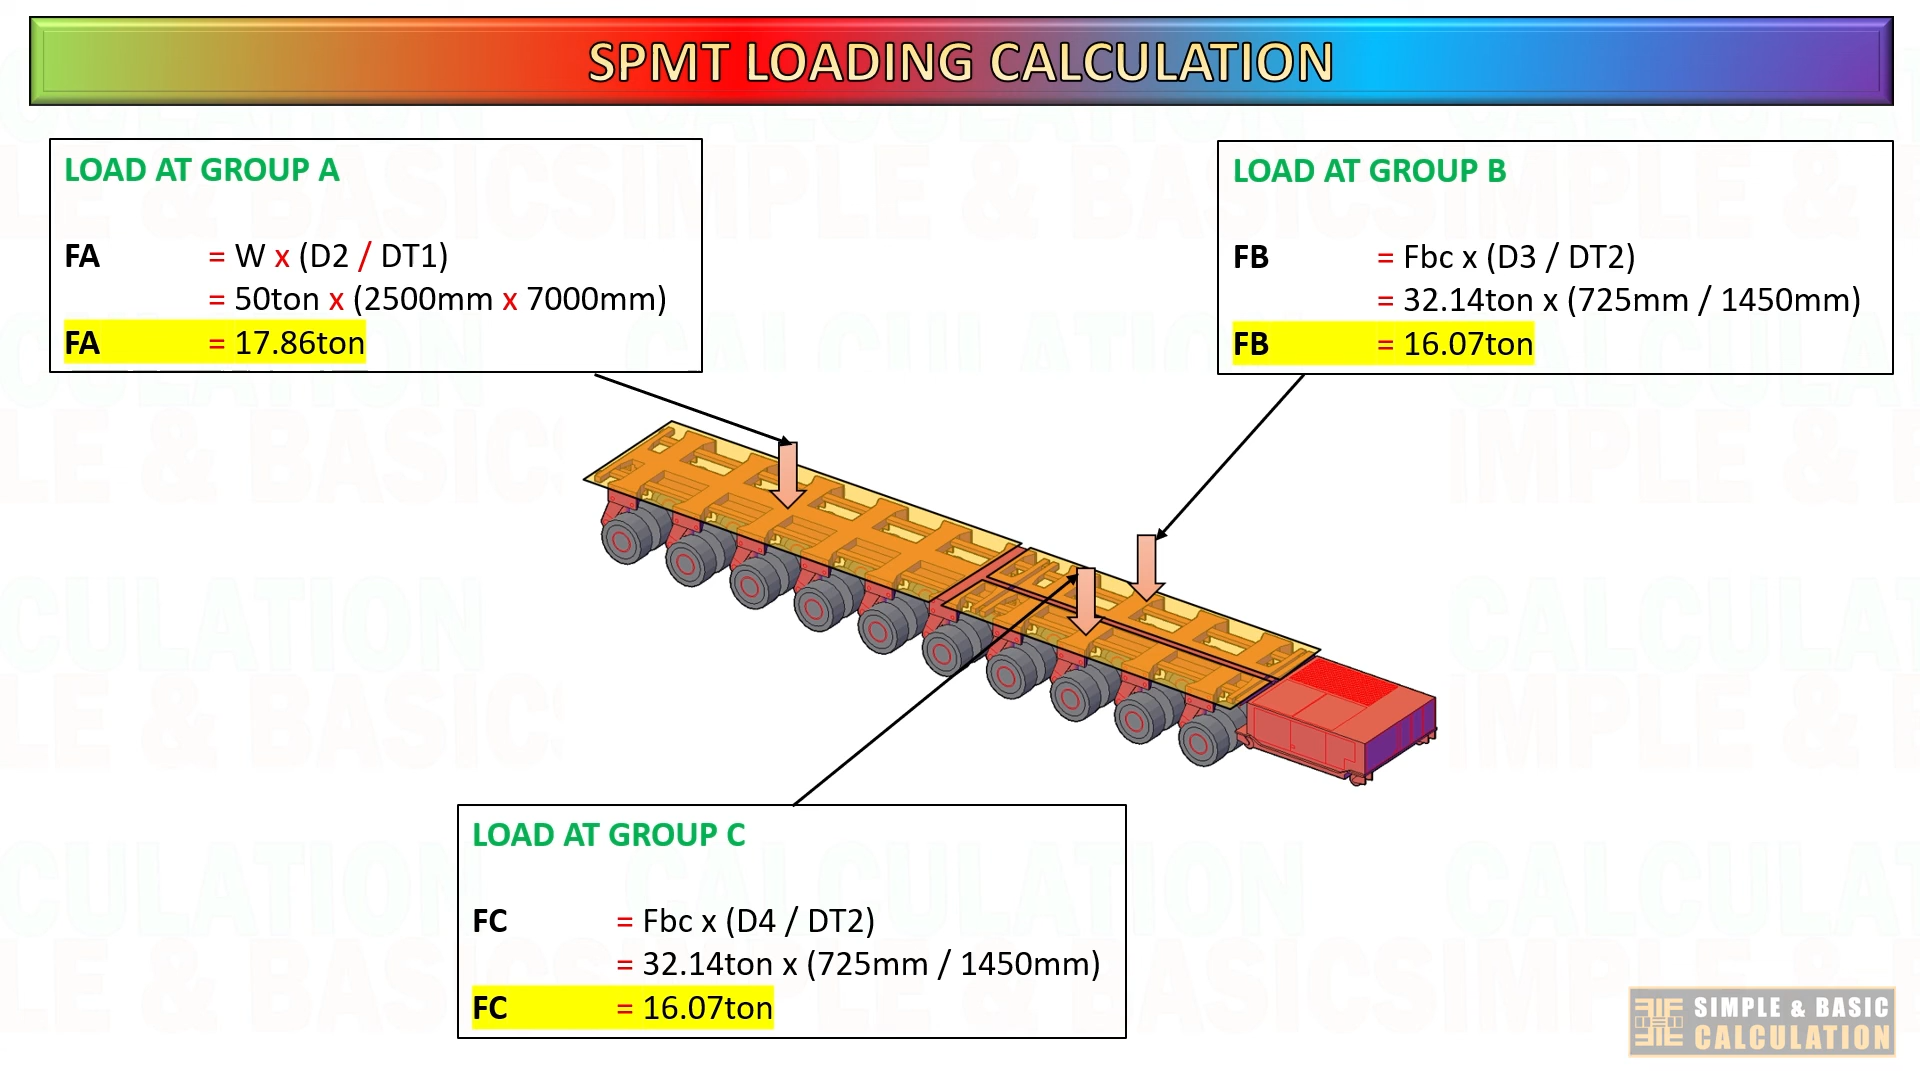 SPMT LOADING CALCULATION
LOAD AT GROUP A
FA = W x (D2 / DT1)
= 50ton x (2500mm x 7000mm)
FA = 17.86ton
LOAD AT GROUP B
FB = Fbc x (D3 / DT2)
= 32.14ton x (725mm / 1450mm)
FB = 16.07ton
LOAD AT GROUP C
FC = Fbc x (D4 / DT2)
= 32.14ton x (725mm / 1450mm)
FC = 16.07ton
SIMPLE & BASIC
CALCULATION